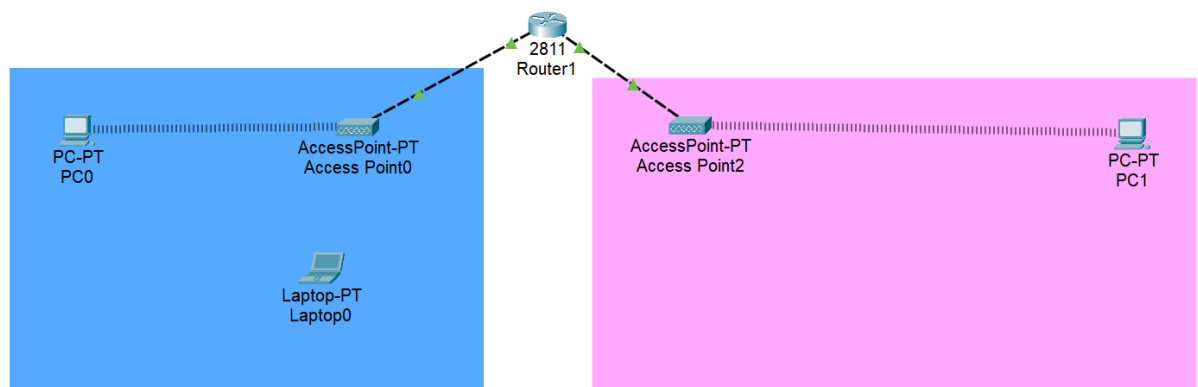 2811
Router1
PC-PT
PC0
AccessPoint-PT
Access Point0
AccessPoint-PT
Access Point2
PC-PT
PC1
Laptop-PT
Laptop0